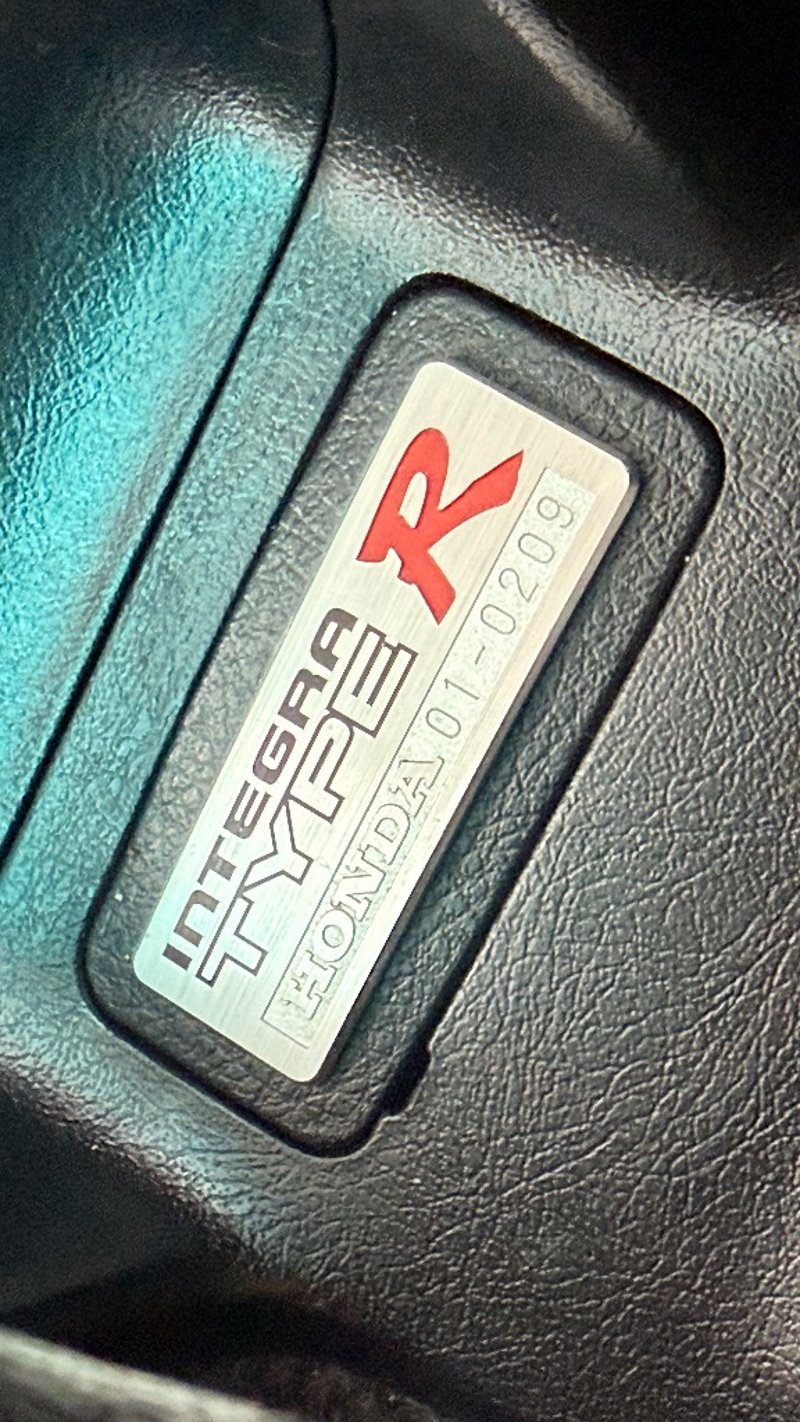 INTEGRA
TYPE R
HONDA 01-0209